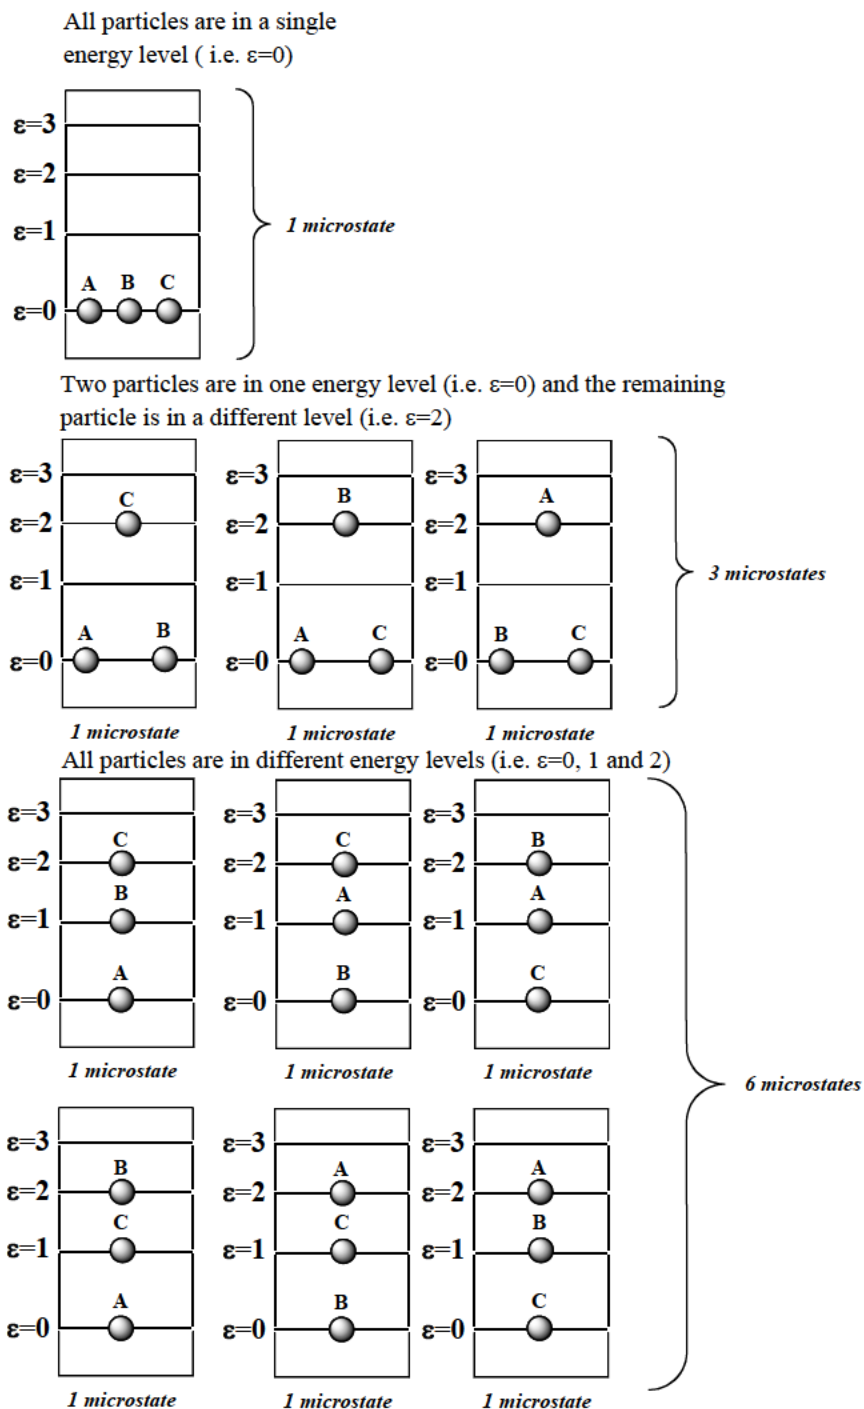 All particles are in a single
energy level ( i.e. ε=0)
ε=3
ε=2
ε=1
1 microstate
A B C
ε=0
Two particles are in one energy level (i.e. ε=0) and the remaining
particle is in a different level (i.e. ε=2)
ε=3 ε=3 ε=3
C B A
ε=2 ε=2 ε=2
ε=1 ε=1 ε=1
3 microstates
A B A C B C
ε=0 ε=0 ε=0
1 microstate 1 microstate 1 microstate
All particles are in different energy levels (i.e. ε=0, 1 and 2)
ε=3 ε=3 ε=3
C C B
ε=2 ε=2 ε=2
B A A
ε=1 ε=1 ε=1
A B C
ε=0 ε=0 ε=0
1 microstate 1 microstate 1 microstate
6 microstates
ε=3 ε=3 ε=3
B A A
ε=2 ε=2 ε=2
C C B
ε=1 ε=1 ε=1
A B C
ε=0 ε=0 ε=0
1 microstate 1 microstate 1 microstate